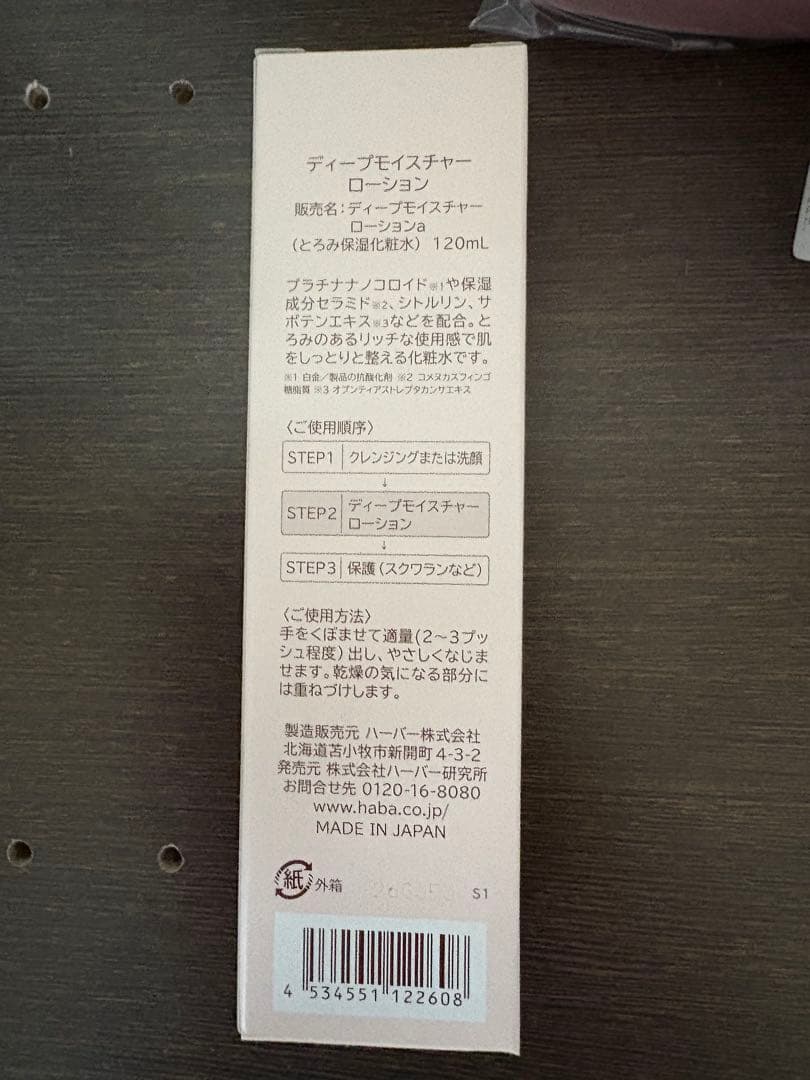 ディープモイスチャー
ローション
販売名：ディープモイスチャー
ローションa
（とろみ保湿化粧水） 120mL
プラチナナノコロイド※1や保湿
成分セラミド※2、シトルリン、サ
ボテンエキス※3などを配合。と
ろみのあるリッチな使用感で肌
をしっとりと整える化粧水です。
※1 白金／製品の抗酸化剤 ※2 コメヌカスフィンゴ
糖脂質 ※3 オプンティアストレプタカンサエキス
〈ご使用順序〉
STEP1 クレンジングまたは洗顔
↓
STEP2 ディープモイスチャー
ローション
↓
STEP3 保護（スクワランなど）
〈ご使用方法〉
手をくぼませて適量（2～3プッ
シュ程度）出し、やさしくなじま
せます。乾燥の気になる部分に
は重ねづけします。
製造販売元 ハーバー株式会社
北海道苫小牧市新開町4-3-2
発売元 株式会社ハーバー研究所
お問合せ先 0120-16-8080
www.haba.co.jp/
MADE IN JAPAN
紙 外箱
S1
4 534551 122608